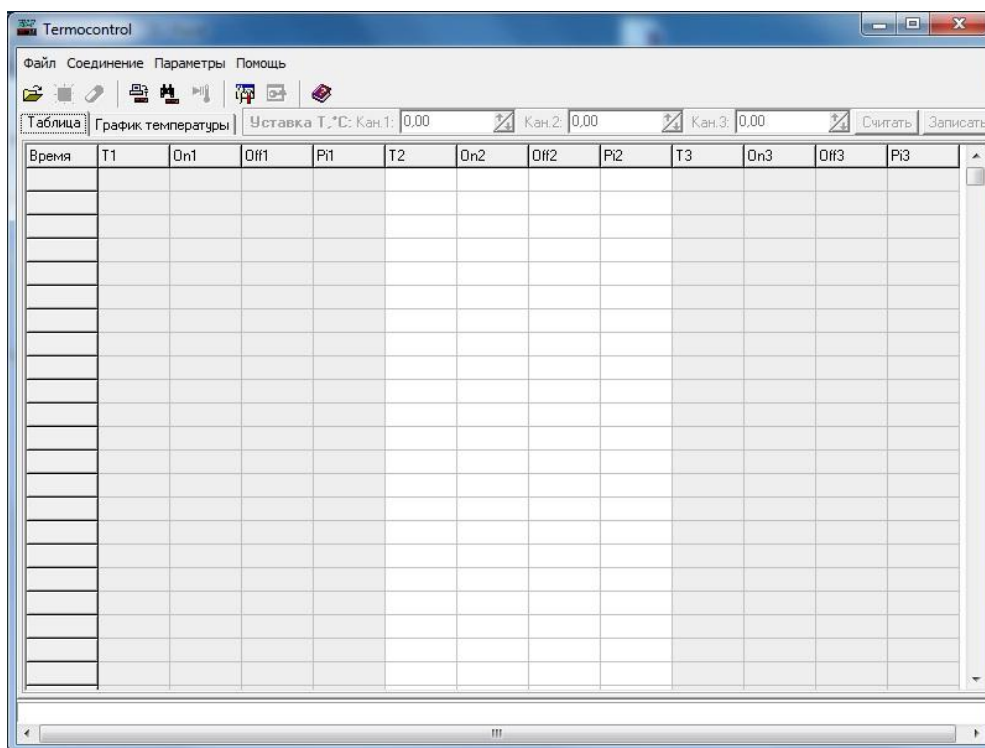 Termocontrol
Файл Соединение Параметры Помощь
Таблица График температуры Уставка Т,°С: Кан.1: 0,00 Кан.2: 0,00 Кан.3: 0,00 Считать Записать
Время T1 On1 Off1 Pi1 T2 On2 Off2 Pi2 T3 On3 Off3 Pi3